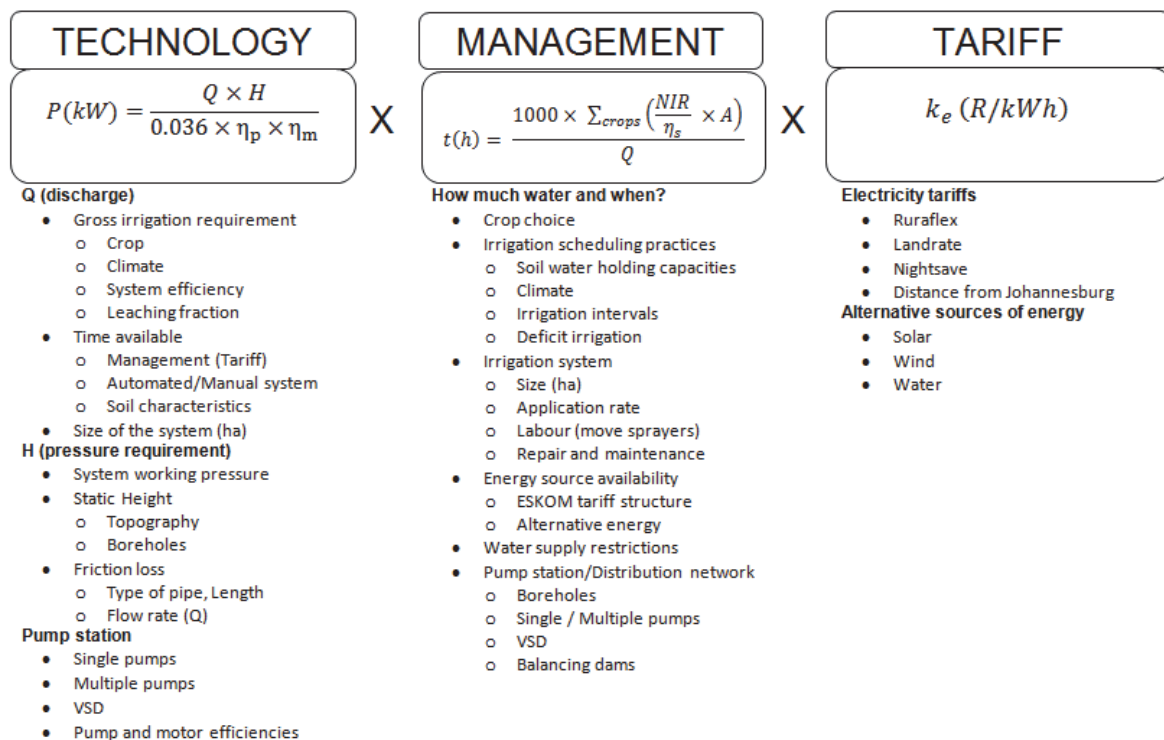 TECHNOLOGY
P(kW) = Q × H / 0.036 × ηp × ηm
X
MANAGEMENT
t(h) = 1000 × ∑crops (NIR / ηs × A) / Q
X
TARIFF
ke (R/kWh)
Q (discharge)
● Gross irrigation requirement
o Crop
o Climate
o System efficiency
o Leaching fraction
● Time available
o Management (Tariff)
o Automated/Manual system
o Soil characteristics
● Size of the system (ha)
H (pressure requirement)
● System working pressure
● Static Height
o Topography
o Boreholes
● Friction loss
o Type of pipe, Length
o Flow rate (Q)
Pump station
● Single pumps
● Multiple pumps
● VSD
● Pump and motor efficiencies
How much water and when?
● Crop choice
● Irrigation scheduling practices
o Soil water holding capacities
o Climate
o Irrigation intervals
o Deficit irrigation
● Irrigation system
o Size (ha)
o Application rate
o Labour (move sprayers)
o Repair and maintenance
● Energy source availability
o ESKOM tariff structure
o Alternative energy
● Water supply restrictions
● Pump station/Distribution network
o Boreholes
o Single / Multiple pumps
o VSD
o Balancing dams
Electricity tariffs
● Ruraflex
● Landrate
● Nightsave
● Distance from Johannesburg
Alternative sources of energy
● Solar
● Wind
● Water